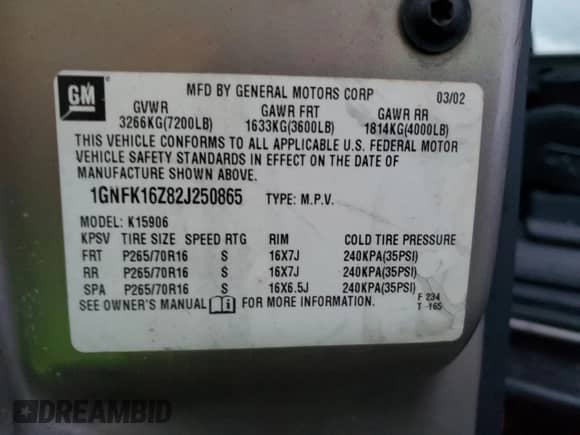 GM
®
MFD BY GENERAL MOTORS CORP 03/02
GVWR GAWR FRT GAWR RR
3266KG(7200LB) 1633KG(3600LB) 1814KG(4000LB)
THIS VEHICLE CONFORMS TO ALL APPLICABLE U.S. FEDERAL MOTOR
VEHICLE SAFETY STANDARDS IN EFFECT ON THE DATE OF
MANUFACTURE SHOWN ABOVE.
1GNFK16Z82J250865 TYPE: M.P.V.
MODEL: K15906
KPSV TIRE SIZE SPEED RTG RIM COLD TIRE PRESSURE
FRT P265/70R16 S 16X7J 240KPA(35PSI)
RR P265/70R16 S 16X7J 240KPA(35PSI)
SPA P265/70R16 S 16X6.5J 240KPA(35PSI)
SEE OWNER'S MANUAL FOR MORE INFORMATION.
F 234
T 165
DREAMBID